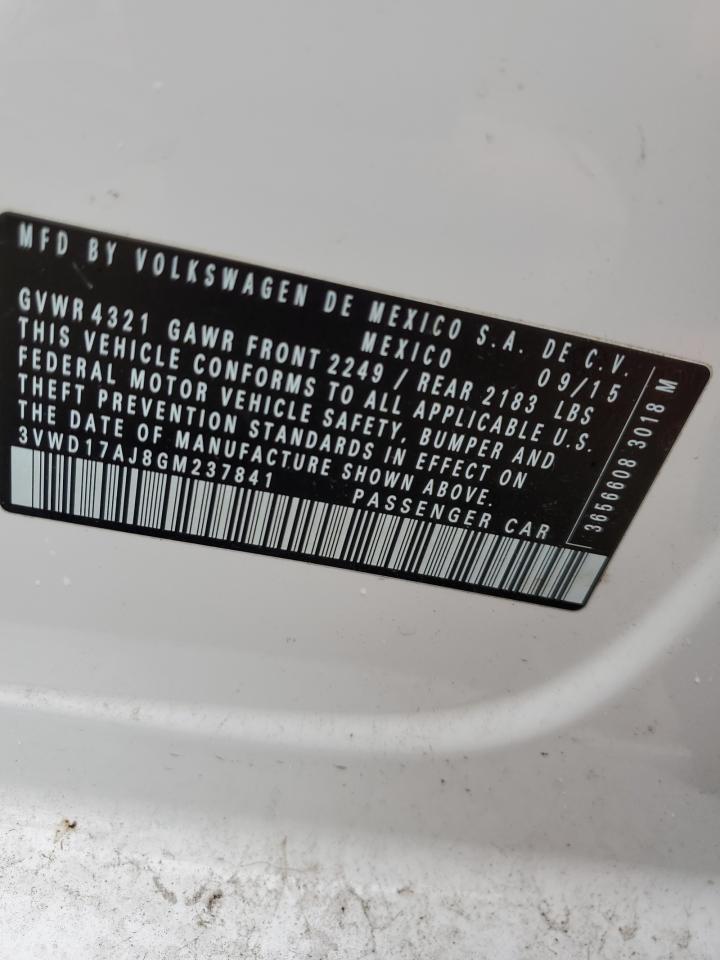 MFD BY VOLKSWAGEN DE MEXICO S.A. DE C.V.
MEXICO 09/15
GVWR 4321 GAWR FRONT 2249 / REAR 2183 LBS
THIS VEHICLE CONFORMS TO ALL APPLICABLE U.S.
FEDERAL MOTOR VEHICLE SAFETY, BUMPER AND
THEFT PREVENTION STANDARDS IN EFFECT ON
THE DATE OF MANUFACTURE SHOWN ABOVE.
3VWD17AJ8GM237841 PASSENGER CAR
3656608 3018 M